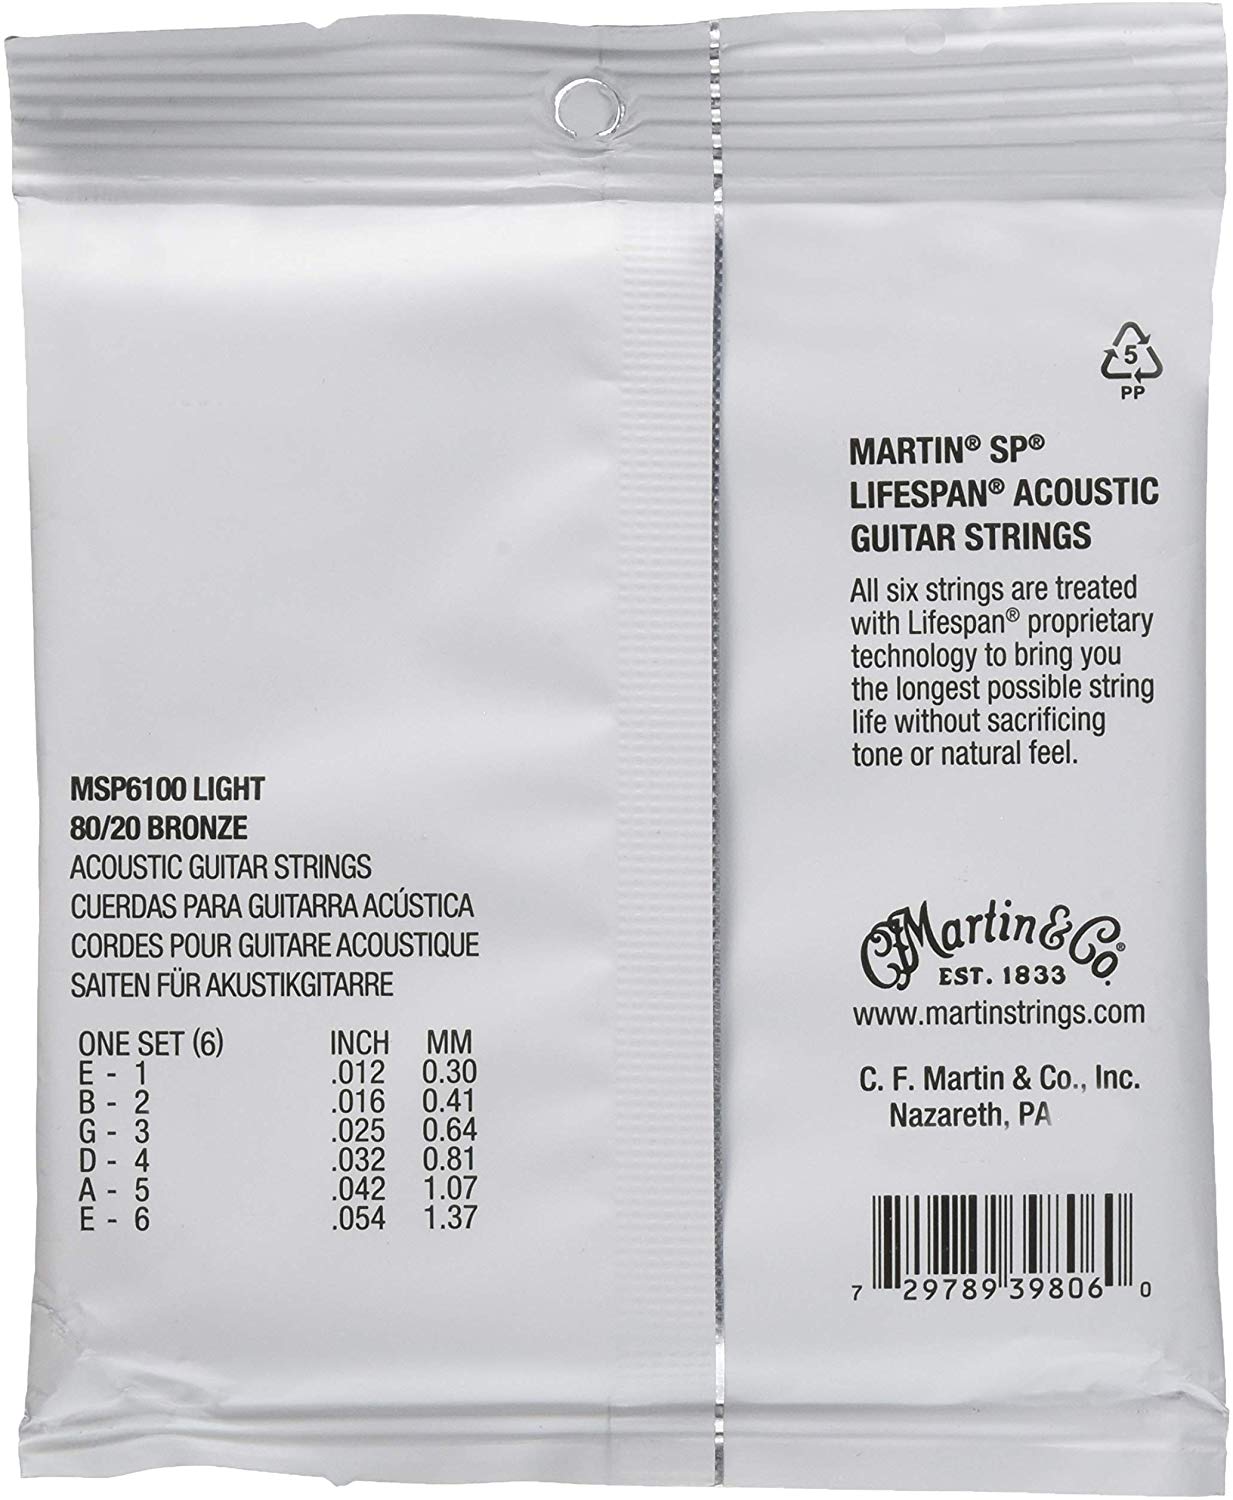 5
PP
MARTIN® SP®
LIFESPAN® ACOUSTIC
GUITAR STRINGS
All six strings are treated
with Lifespan® proprietary
technology to bring you
the longest possible string
life without sacrificing
tone or natural feel.
MSP6100 LIGHT
80/20 BRONZE
ACOUSTIC GUITAR STRINGS
CUERDAS PARA GUITARRA ACÚSTICA
CORDES POUR GUITARE ACOUSTIQUE
SAITEN FÜR AKUSTIKGITARRE
ONE SET (6) INCH MM
E - 1 .012 0.30
B - 2 .016 0.41
G - 3 .025 0.64
D - 4 .032 0.81
A - 5 .042 1.07
E - 6 .054 1.37
CF Martin & Co®
EST. 1833
www.martinstrings.com
C. F. Martin & Co., Inc.
Nazareth, PA
7 29789 39806 0